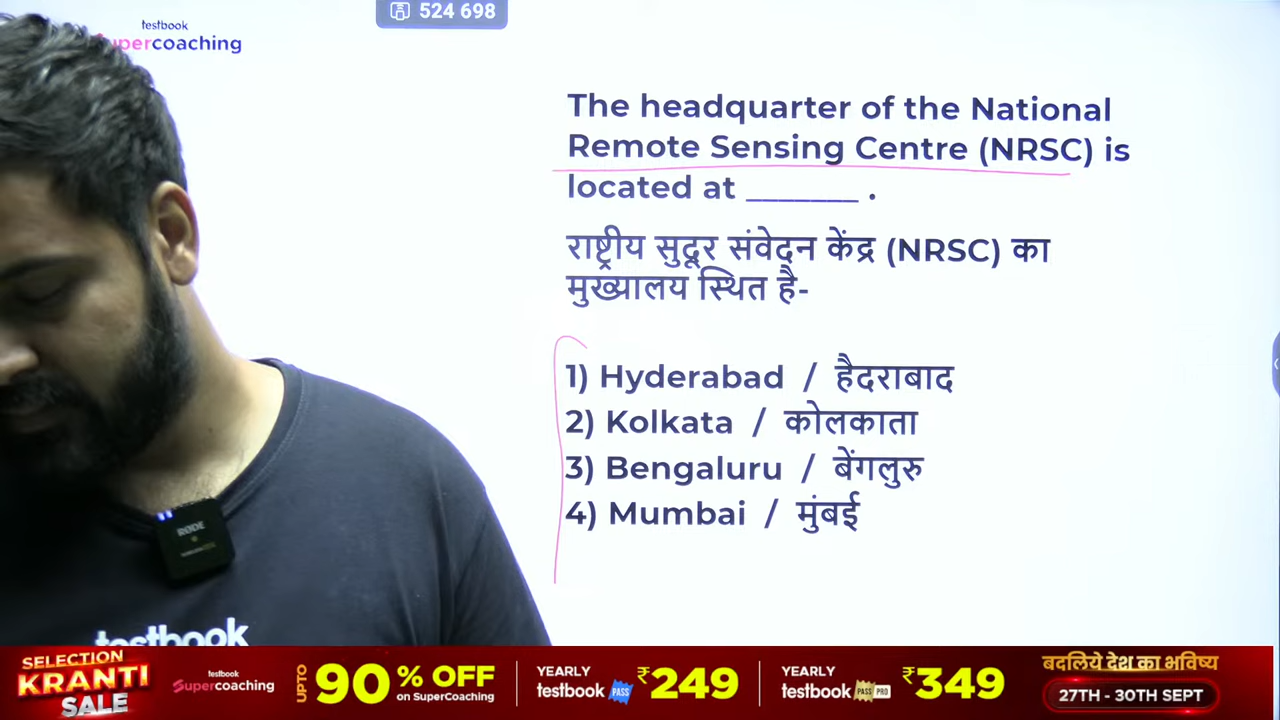 524 698
testbook
Supercoaching
The headquarter of the National
Remote Sensing Centre (NRSC) is
located at _______ .
राष्ट्रीय सुदूर संवेदन केंद्र (NRSC) का
मुख्यालय स्थित है-
1) Hyderabad / हैदराबाद
2) Kolkata / कोलकाता
3) Bengaluru / बेंगलुरु
4) Mumbai / मुंबई
RODE
testbook
SELECTION
KRANTI
SALE
testbook
Supercoaching
UPTO 90% OFF
on SuperCoaching
YEARLY
testbook PASS ₹249
YEARLY
testbook PASS PRO ₹349
बदलिये देश का भविष्य
27TH - 30TH SEPT